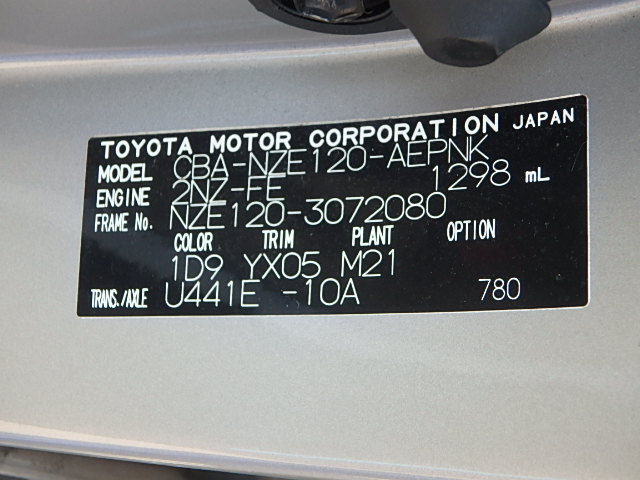 TOYOTA MOTOR CORPORATION JAPAN
MODEL CBA-NZE120-AEPNK
ENGINE 2NZ-FE 1298 mL
FRAME No. NZE120-3072080
COLOR TRIM PLANT OPTION
1D9 YX05 M21
TRANS./AXLE U441E -10A 780